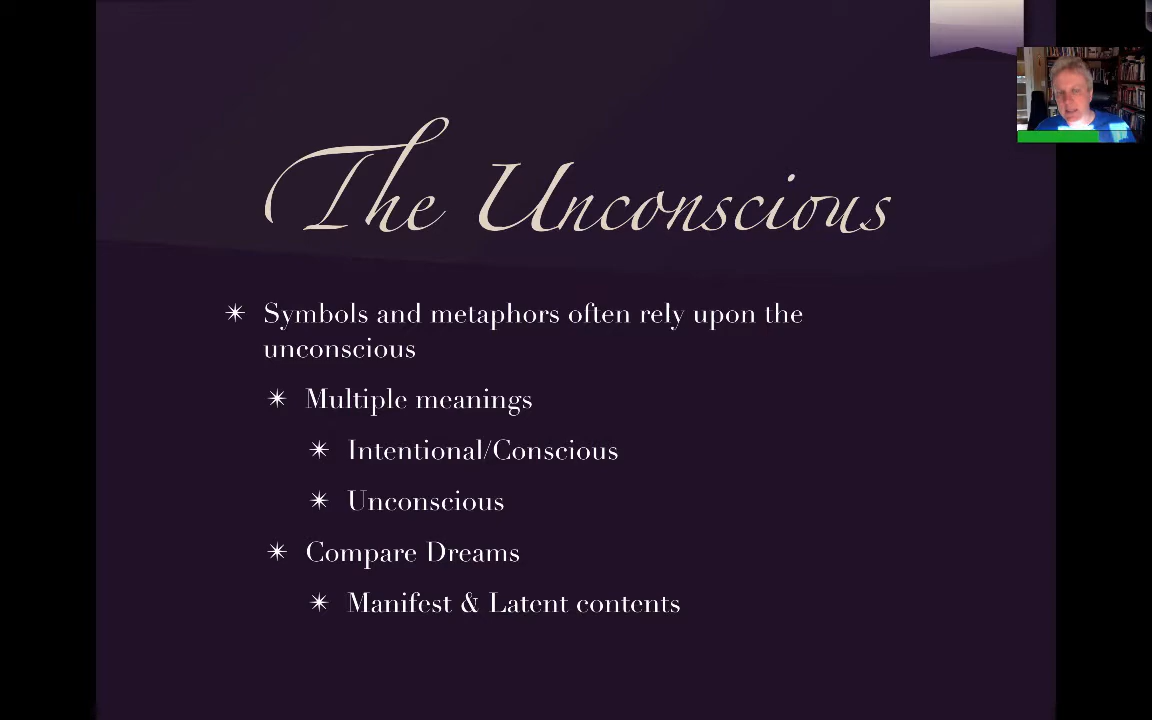 The Unconscious
Symbols and metaphors often rely upon the
unconscious
Multiple meanings
Intentional/Conscious
Unconscious
Compare Dreams
Manifest & Latent contents